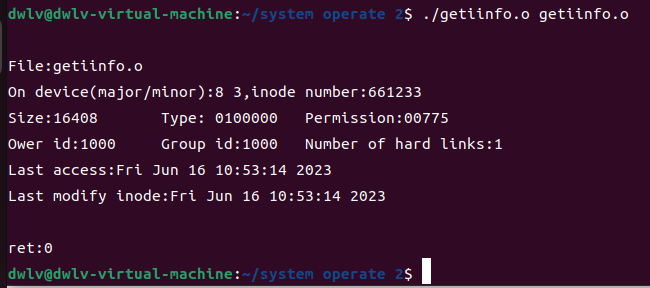 dwlv@dwlv-virtual-machine:~/system operate 2$ ./getiinfo.o getiinfo.o
File:getiinfo.o
On device(major/minor):8 3,inode number:661233
Size:16408 Type: 0100000 Permission:00775
Ower id:1000 Group id:1000 Number of hard links:1
Last access:Fri Jun 16 10:53:14 2023
Last modify inode:Fri Jun 16 10:53:14 2023
ret:0
dwlv@dwlv-virtual-machine:~/system operate 2$